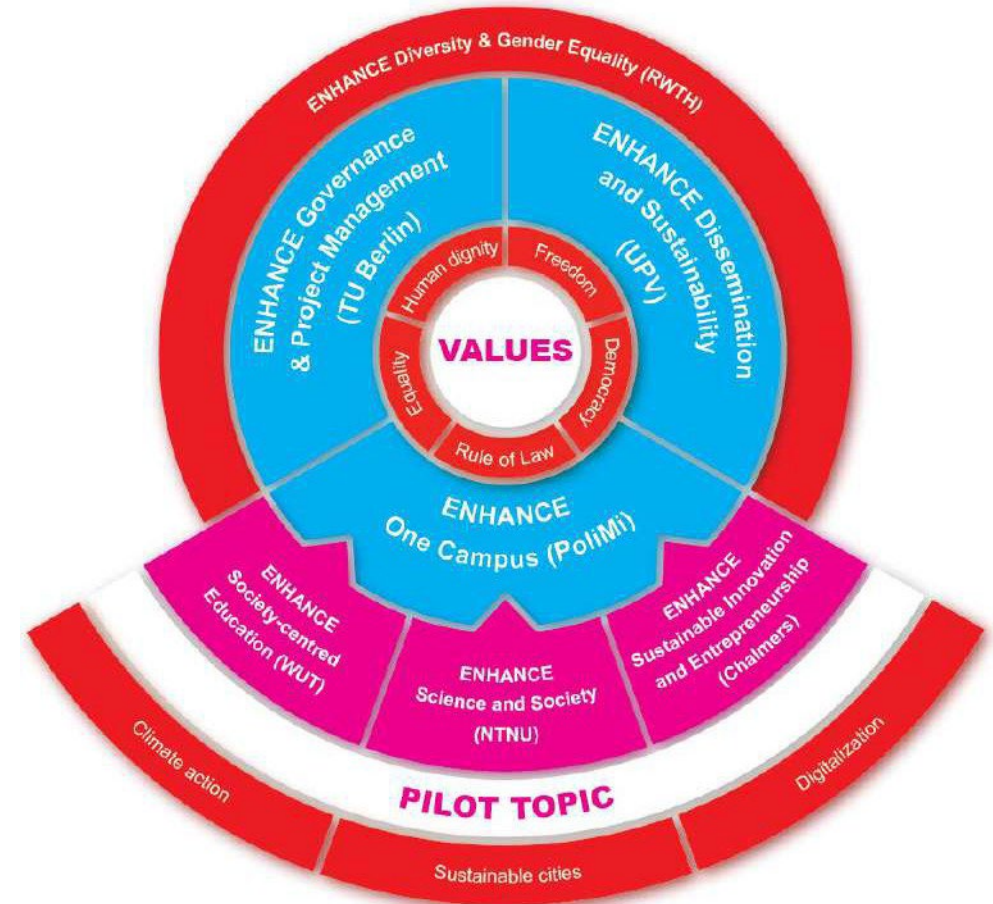 ENHANCE Diversity & Gender Equality (RWTH)
ENHANCE Governance
& Project Management
(TU Berlin)
ENHANCE Dissemination
and Sustainability
(UPV)
Human dignity
Freedom
VALUES
Equality
Democracy
Rule of Law
ENHANCE
One Campus (PoliMi)
ENHANCE
Society-centred
Education (WUT)
ENHANCE
Science and Society
(NTNU)
ENHANCE
Sustainable Innovation
and Entrepreneurship
(Chalmers)
PILOT TOPIC
Climate action
Sustainable cities
Digitalization